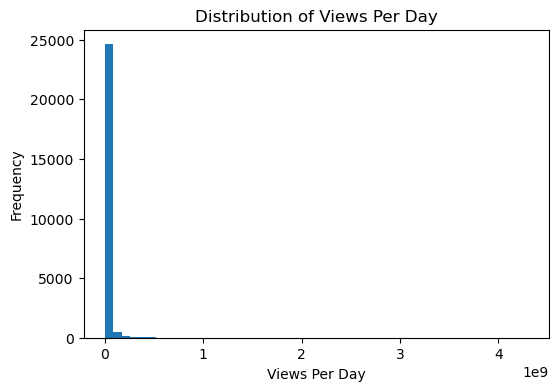 Distribution of Views Per Day
25000
20000
15000
10000
5000
0
Frequency
0 1 2 3 4
1e9
Views Per Day